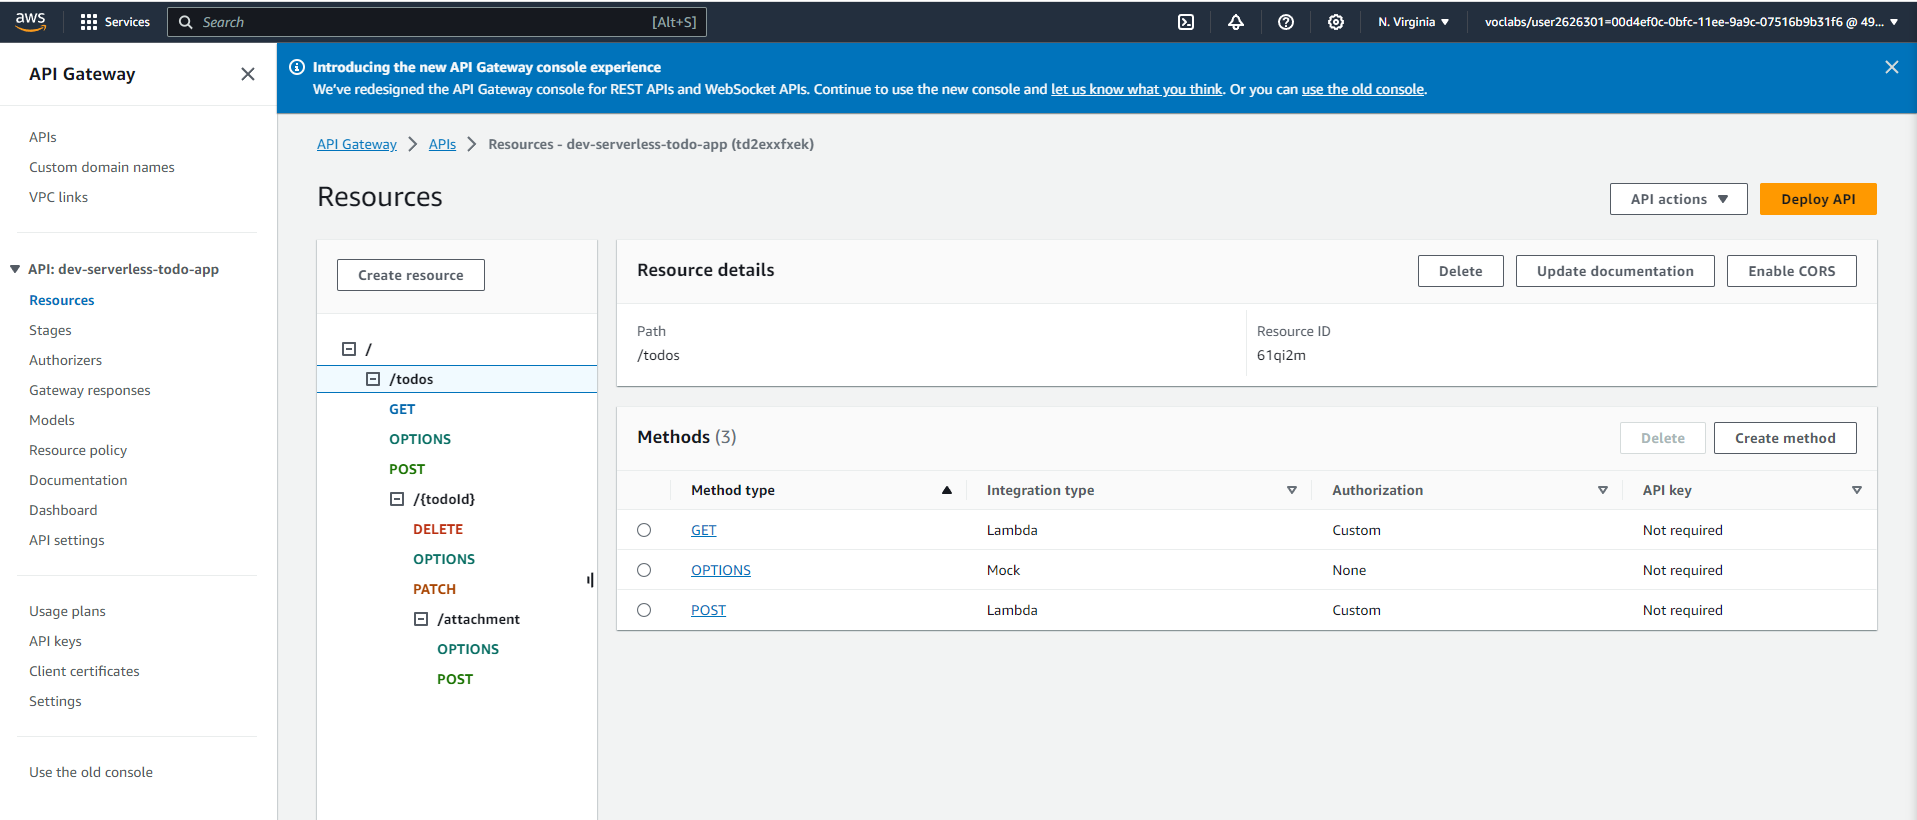 aws
Services
Search
[Alt+S]
N. Virginia
voclabs/user2626301=00d4ef0c-0bfc-11ee-9a9c-07516b9b31f6 @ 49...
API Gateway
APIs
Custom domain names
VPC links
API: dev-serverless-todo-app
Resources
Stages
Authorizers
Gateway responses
Models
Resource policy
Documentation
Dashboard
API settings
Usage plans
API keys
Client certificates
Settings
Use the old console
Introducing the new API Gateway console experience
We've redesigned the API Gateway console for REST APIs and WebSocket APIs. Continue to use the new console and let us know what you think. Or you can use the old console.
API Gateway
APIs
Resources - dev-serverless-todo-app (td2exxfxek)
Resources
API actions
Deploy API
Create resource
/
/todos
GET
OPTIONS
POST
/{todoId}
DELETE
OPTIONS
PATCH
/attachment
OPTIONS
POST
Resource details
Delete
Update documentation
Enable CORS
Path
/todos
Resource ID
61qi2m
Methods (3)
Delete
Create method
Method type Integration type Authorization API key
GET Lambda Custom Not required
OPTIONS Mock None Not required
POST Lambda Custom Not required